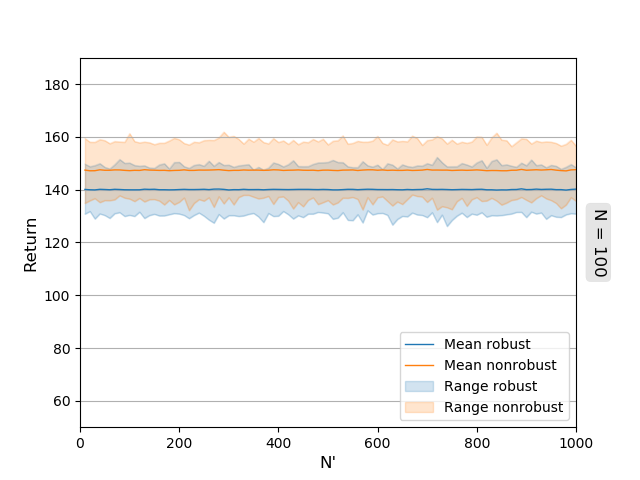 180
160
140
120
100
80
60
Return
0
200
400
600
800
1000
N'
N = 100
Mean robust
Mean nonrobust
Range robust
Range nonrobust